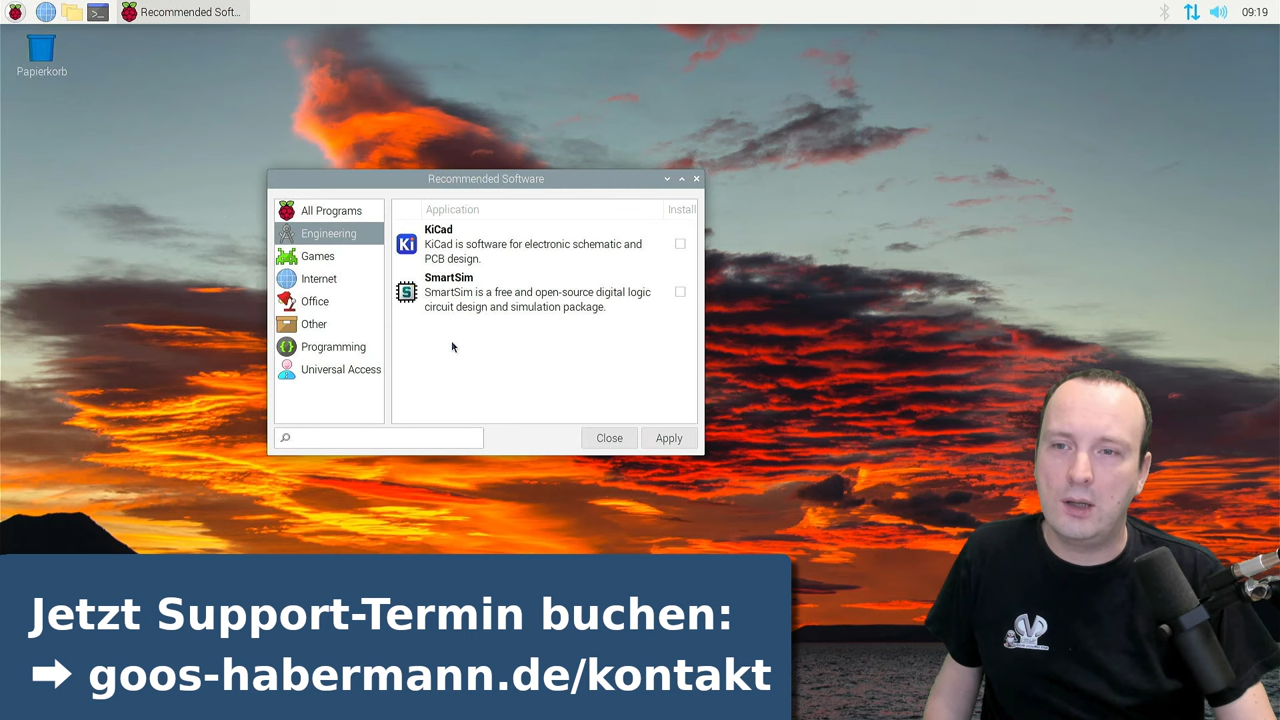 Recommended Soft...
09:19
Papierkorb
Recommended Software
All Programs
Engineering
Games
Internet
Office
Other
Programming
Universal Access
Application
Install
KiCad
KiCad is software for electronic schematic and
PCB design.
SmartSim
SmartSim is a free and open-source digital logic
circuit design and simulation package.
Close
Apply
Jetzt Support-Termin buchen:
➡ goos-habermann.de/kontakt